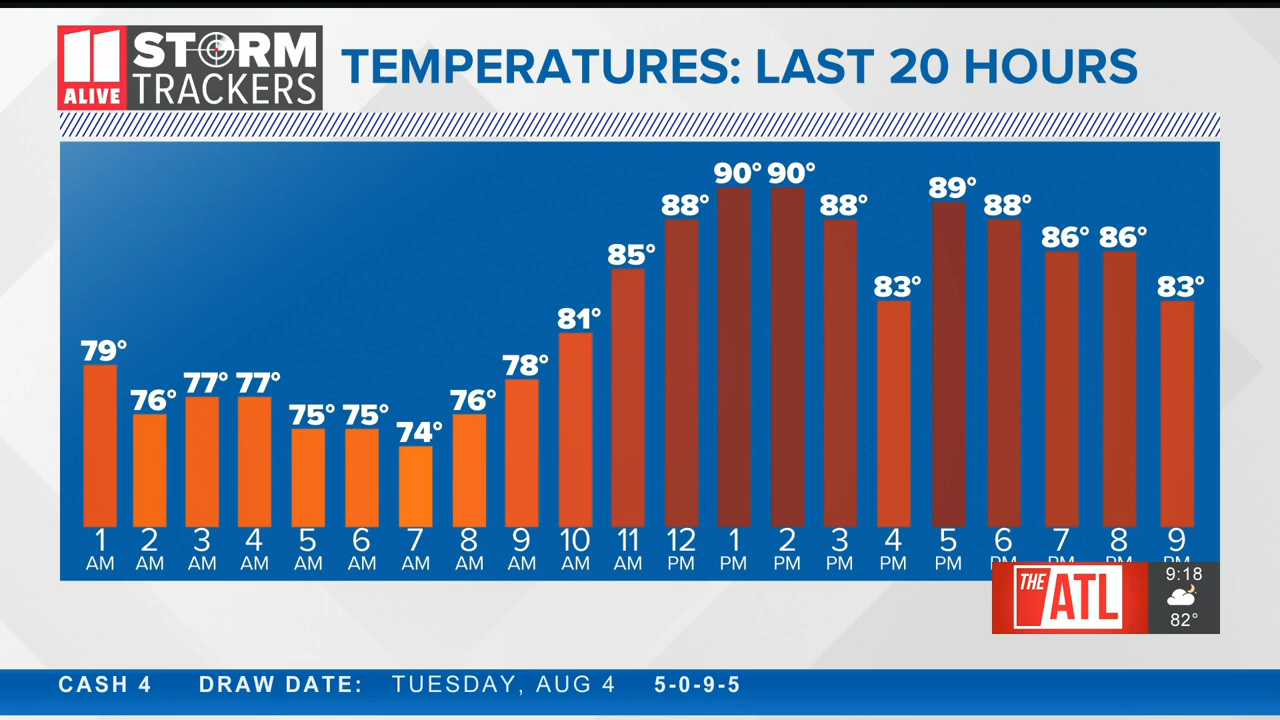 11 ALIVE
STORM
TRACKERS
TEMPERATURES: LAST 20 HOURS
79° 76° 77° 77° 75° 75° 74° 76° 78° 81° 85° 88° 90° 90° 88° 83° 89° 88° 86° 86° 83°
1 2 3 4 5 6 7 8 9 10 11 12 1 2 3 4 5 6 7 8 9
AM AM AM AM AM AM AM AM AM AM AM PM PM PM PM PM PM PM PM PM PM
THE ATL
9:18
82°
CASH 4 DRAW DATE: TUESDAY, AUG 4 5-0-9-5